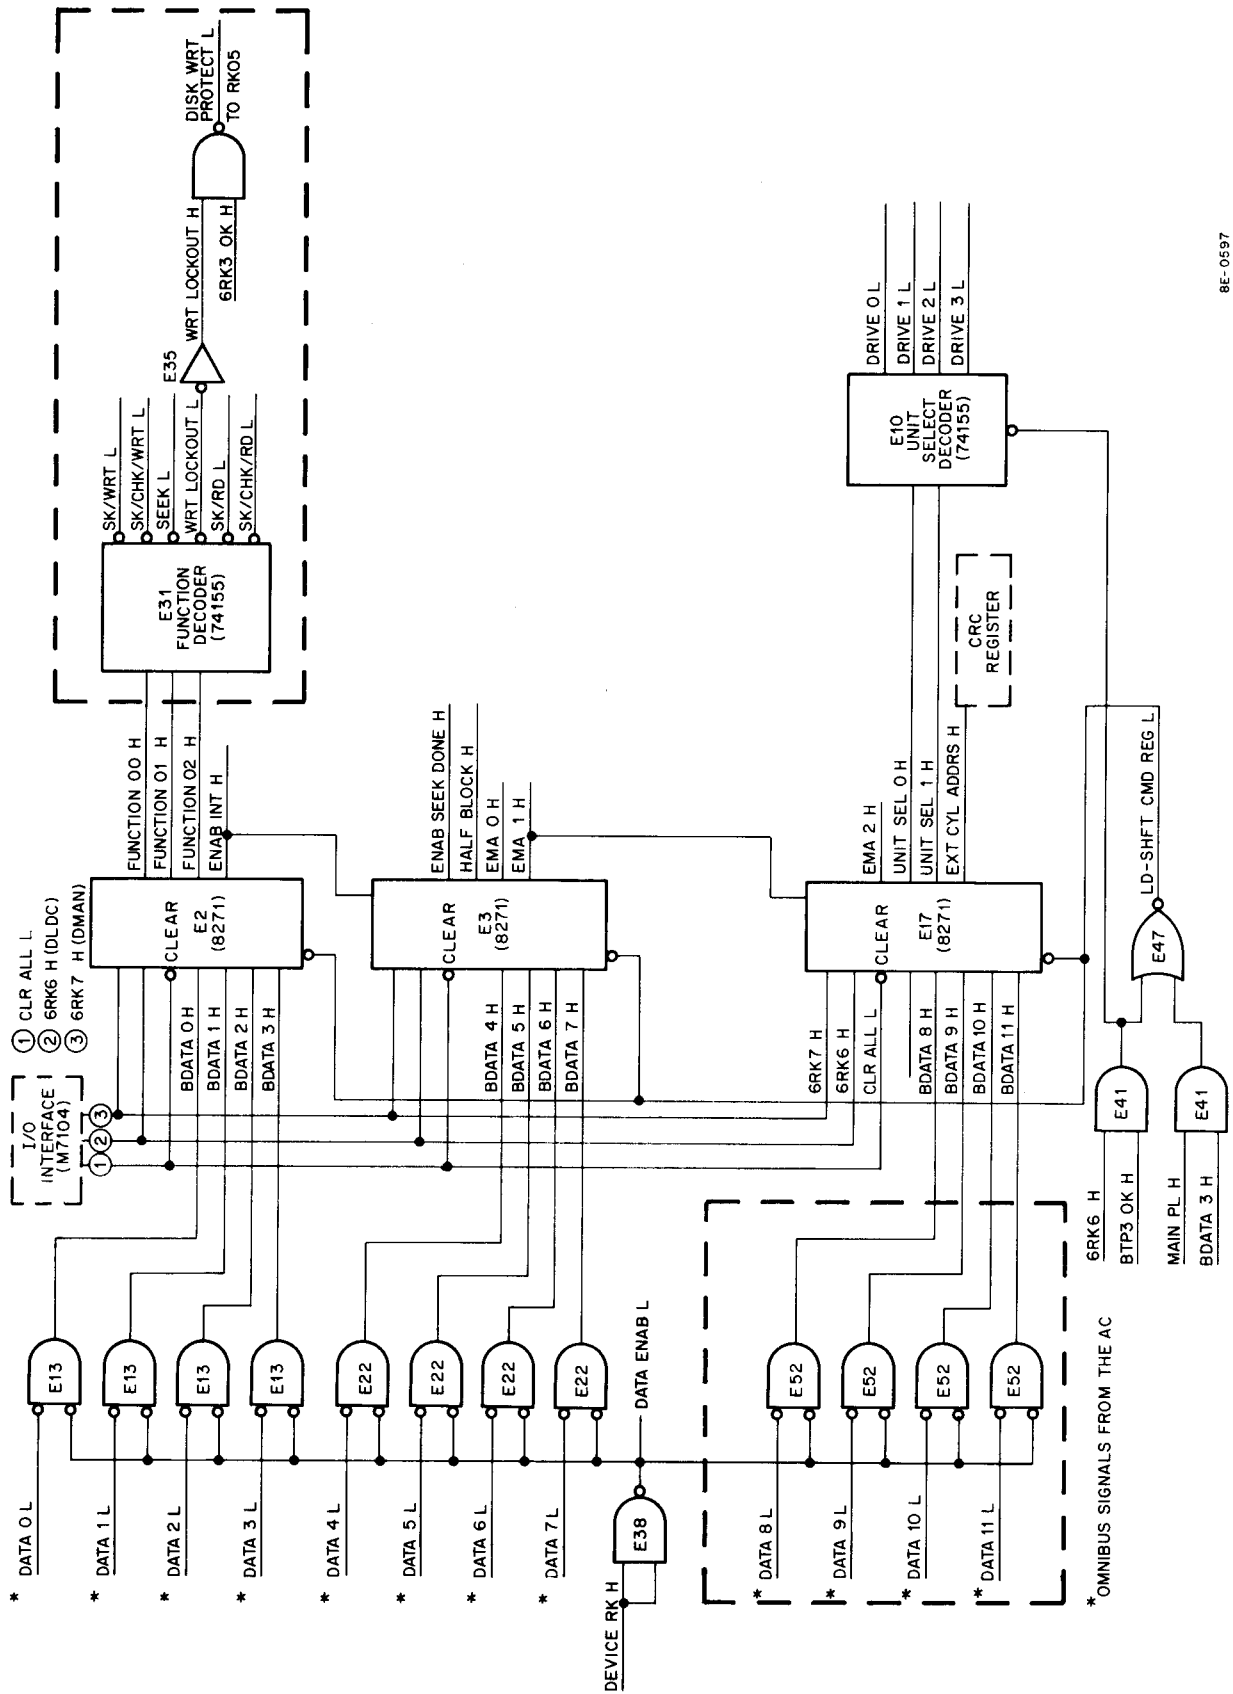 * DATA 0 L
* DATA 1 L
* DATA 2 L
* DATA 3 L
* DATA 4 L
* DATA 5 L
* DATA 6 L
* DATA 7 L
DEVICE RK H
* DATA 8 L
* DATA 9 L
* DATA 10 L
* DATA 11 L
* OMNIBUS SIGNALS FROM THE AC
E13
E13
E13
E13
E22
E22
E22
E22
E38
DATA ENAB L
E52
E52
E52
E52
I/O
INTERFACE
(M7104)
1 CLR ALL L
2 6RK6 H (DLDC)
3 6RK7 H (DMAN)
1
2
3
BDATA 0 H
BDATA 1 H
BDATA 2 H
BDATA 3 H
BDATA 4 H
BDATA 5 H
BDATA 6 H
BDATA 7 H
6RK7 H
6RK6 H
CLR ALL L
BDATA 8 H
BDATA 9 H
BDATA 10 H
BDATA 11 H
6RK6 H
BTP3 OK H
MAIN PL H
BDATA 3 H
E41
E41
E47
LD-SHFT CMD REG L
CLEAR
E2
(8271)
CLEAR
E3
(8271)
CLEAR
E17
(8271)
FUNCTION 00 H
FUNCTION 01 H
FUNCTION 02 H
ENAB INT H
ENAB SEEK DONE H
HALF BLOCK H
EMA 0 H
EMA 1 H
EMA 2 H
UNIT SEL 0 H
UNIT SEL 1 H
EXT CYL ADDRS H
CRC
REGISTER
E31
FUNCTION
DECODER
(74155)
SK/WRT L
SK/CHK/WRT L
SEEK L
WRT LOCKOUT L
SK/RD L
SK/CHK/RD L
E35
WRT LOCKOUT H
6RK3 OK H
DISK WRT
PROTECT L
TO RK05
E10
UNIT
SELECT
DECODER
(74155)
DRIVE 0 L
DRIVE 1 L
DRIVE 2 L
DRIVE 3 L
8E-0597